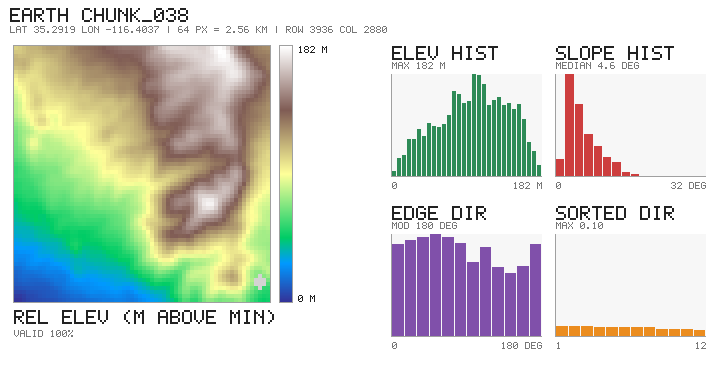 EARTH CHUNK_038
LAT 35.2919 LON -116.4037 | 64 PX = 2.56 KM | ROW 3936 COL 2880
182 M
0 M
REL ELEV (M ABOVE MIN)
VALID 100%
ELEV HIST
MAX 182 M
0 182 M
SLOPE HIST
MEDIAN 4.6 DEG
0 32 DEG
EDGE DIR
MOD 180 DEG
0 180 DEG
SORTED DIR
MAX 0.10
1 12